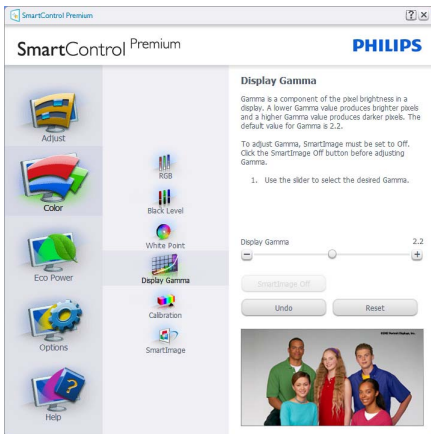 SmartControl Premium
SmartControl Premium
PHILIPS
Adjust
Color
Eco Power
Options
Help
RGB
Black Level
White Point
Display Gamma
Calibration
SmartImage
Display Gamma
Gamma is a component of the pixel brightness in a
display. A lower Gamma value produces brighter pixels
and a higher Gamma value produces darker pixels. The
default value for Gamma is 2.2.
To adjust Gamma, SmartImage must be set to Off.
Click the SmartImage Off button before adjusting
Gamma.
1. Use the slider to select the desired Gamma.
Display Gamma 2.2
SmartImage Off
Undo Reset